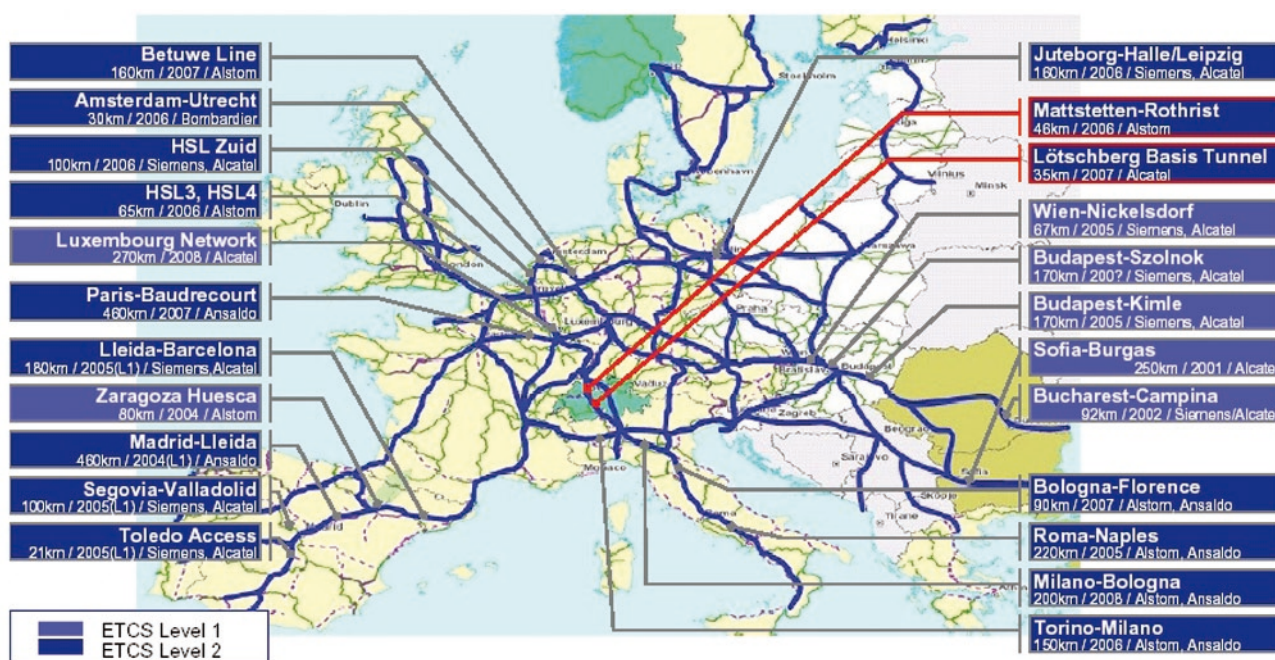 Betuwe Line
160km / 2007 / Alstom
Amsterdam-Utrecht
30km / 2006 / Bombardier
HSL Zuid
100km / 2006 / Siemens, Alcatel
HSL3, HSL4
65km / 2006 / Alstom
Luxembourg Network
270km / 2008 / Alcatel
Paris-Baudrecourt
460km / 2007 / Ansaldo
Lleida-Barcelona
180km / 2005(L1) / Siemens,Alcatel
Zaragoza Huesca
80km / 2004 / Alstom
Madrid-Lleida
460km / 2004(L1) / Ansaldo
Segovia-Valladolid
100km / 2005(L1) / Siemens, Alcatel
Toledo Access
21km / 2005(L1) / Siemens, Alcatel
ETCS Level 1
ETCS Level 2
Helsinki
Stockholm
Vilnius
Minsk
Dublin
London
Warszawa
Praha
Luxembourg
Bratislava
Budapest
Vaduz
Zagreb
Beograd
Sarajevo
Monaco
Sofia
Skopje
Tirane
Roma
Madrid
Juteborg-Halle/Leipzig
160km / 2006 / Siemens, Alcatel
Mattstetten-Rothrist
46km / 2006 / Alstom
Lötschberg Basis Tunnel
35km / 2007 / Alcatel
Wien-Nickelsdorf
67km / 2005 / Siemens, Alcatel
Budapest-Szolnok
170km / 200? / Siemens, Alcatel
Budapest-Kimle
170km / 2005 / Siemens, Alcatel
Sofia-Burgas
250km / 2001 / Alcatel
Bucharest-Campina
92km / 2002 / Siemens/Alcatel
Bologna-Florence
90km / 2007 / Alstom, Ansaldo
Roma-Naples
220km / 2005 / Alstom, Ansaldo
Milano-Bologna
200km / 2008 / Alstom, Ansaldo
Torino-Milano
150km / 2006 / Alstom, Ansaldo